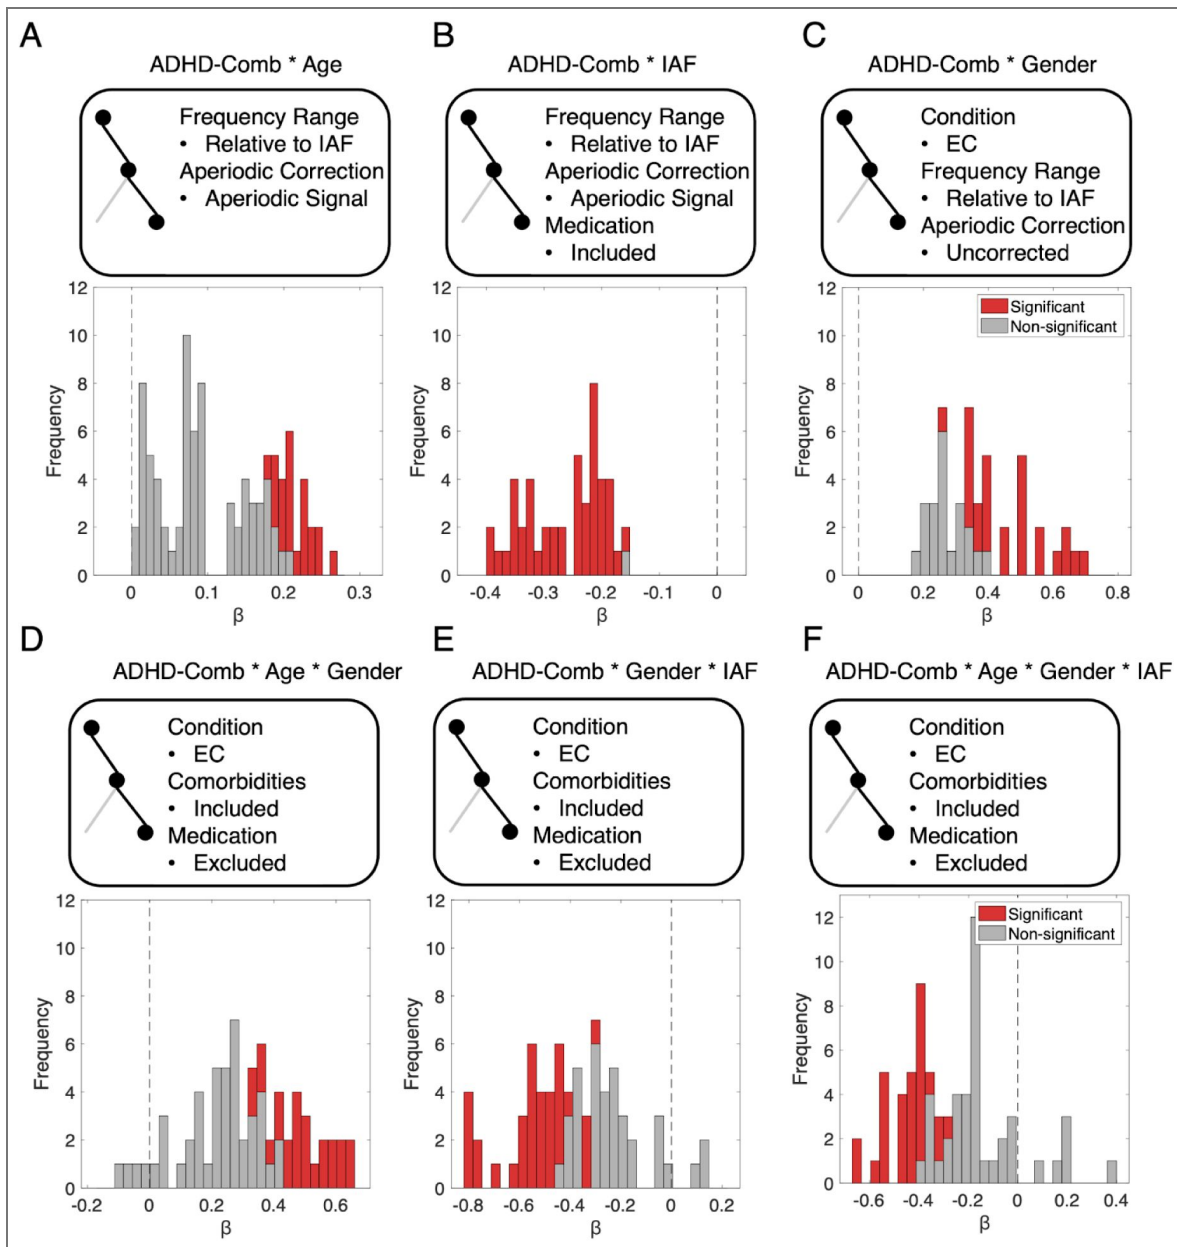 A
ADHD-Comb * Age
Frequency Range
• Relative to IAF
Aperiodic Correction
• Aperiodic Signal
12
10
8
6
4
2
0
Frequency
0
0.1
0.2
0.3
β
B
ADHD-Comb * IAF
Frequency Range
• Relative to IAF
Aperiodic Correction
• Aperiodic Signal
Medication
• Included
12
10
8
6
4
2
0
Frequency
-0.4
-0.3
-0.2
-0.1
0
β
C
ADHD-Comb * Gender
Condition
• EC
Frequency Range
• Relative to IAF
Aperiodic Correction
• Uncorrected
Significant
Non-significant
12
10
8
6
4
2
0
Frequency
0
0.2
0.4
0.6
0.8
β
D
ADHD-Comb * Age * Gender
Condition
• EC
Comorbidities
• Included
Medication
• Excluded
12
10
8
6
4
2
0
Frequency
-0.2
0
0.2
0.4
0.6
β
E
ADHD-Comb * Gender * IAF
Condition
• EC
Comorbidities
• Included
Medication
• Excluded
12
10
8
6
4
2
0
Frequency
-0.8
-0.6
-0.4
-0.2
0
0.2
β
F
ADHD-Comb * Age * Gender * IAF
Condition
• EC
Comorbidities
• Included
Medication
• Excluded
Significant
Non-significant
12
10
8
6
4
2
0
Frequency
-0.6
-0.4
-0.2
0
0.2
0.4
β